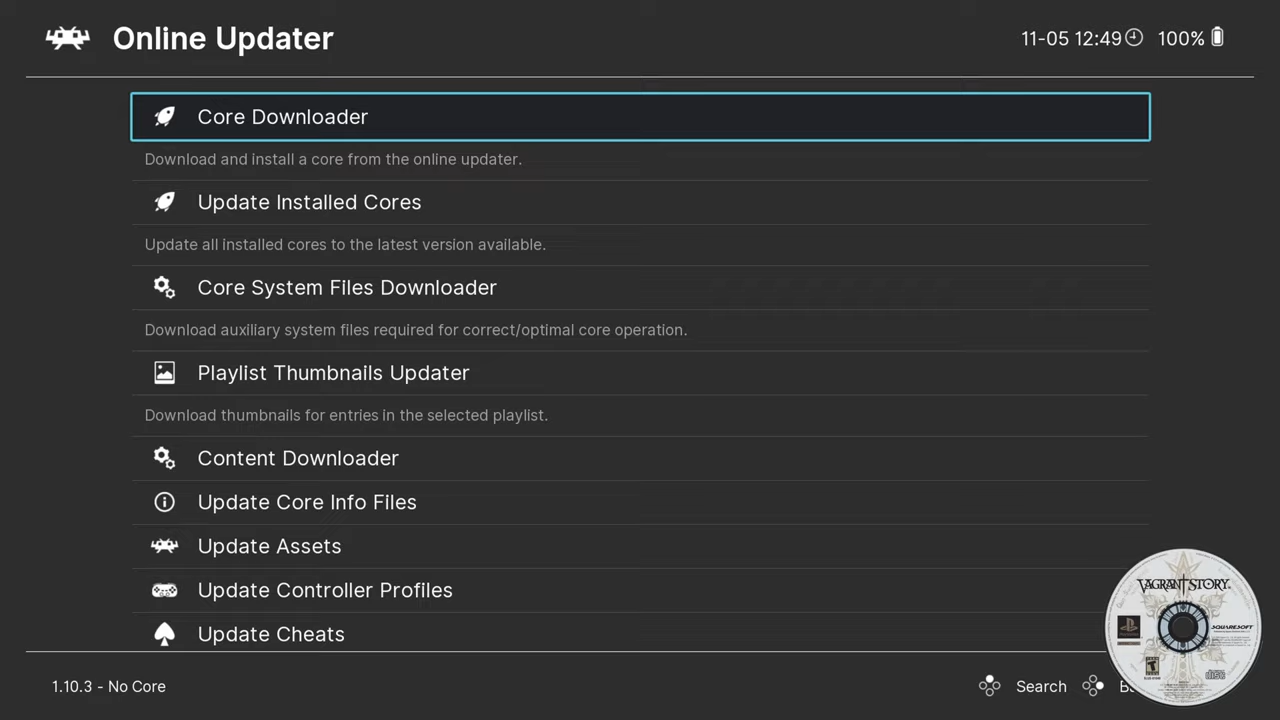 Online Updater
11-05 12:49
100%
Core Downloader
Download and install a core from the online updater.
Update Installed Cores
Update all installed cores to the latest version available.
Core System Files Downloader
Download auxiliary system files required for correct/optimal core operation.
Playlist Thumbnails Updater
Download thumbnails for entries in the selected playlist.
Content Downloader
Update Core Info Files
Update Assets
Update Controller Profiles
Update Cheats
VAGRANT STORY
SQUARESOFT
1.10.3 - No Core
Search